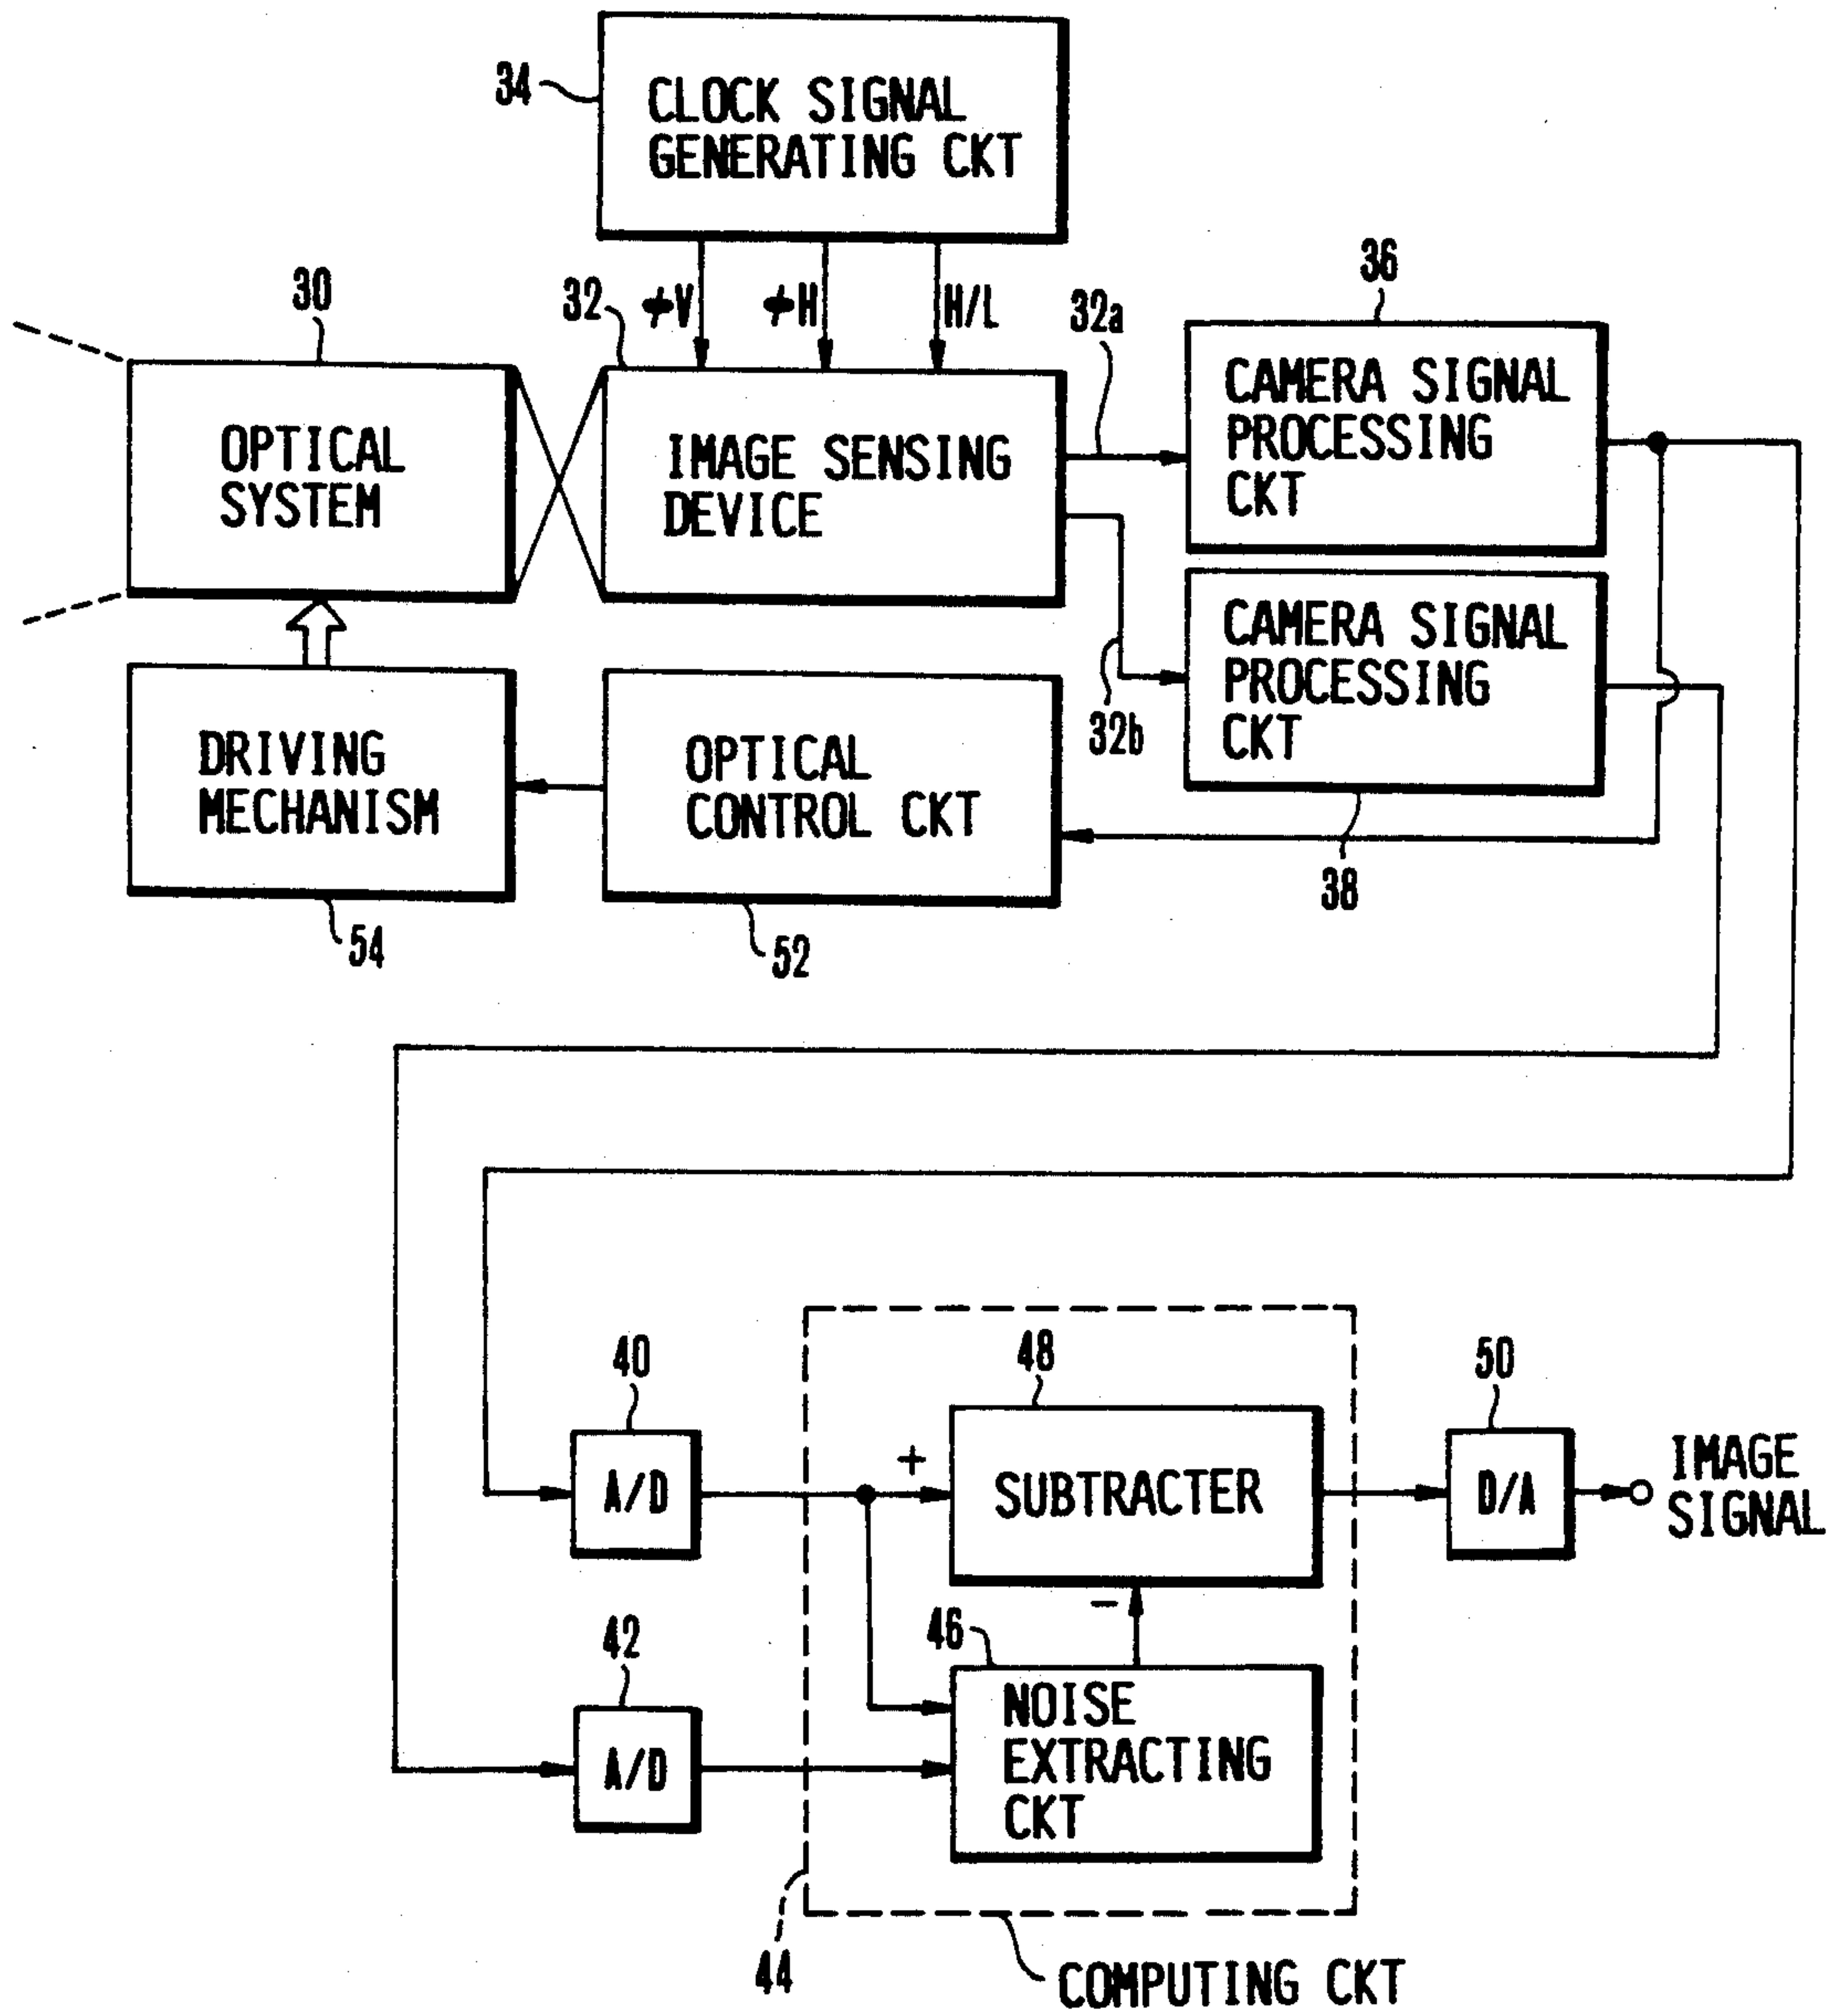 34
CLOCK SIGNAL
GENERATING CKT
30
32
ϕV
ϕH
H/L
32a
36
OPTICAL
SYSTEM
IMAGE SENSING
DEVICE
CAMERA SIGNAL
PROCESSING
CKT
CAMERA SIGNAL
PROCESSING
CKT
32b
38
DRIVING
MECHANISM
54
OPTICAL
CONTROL CKT
52
40
A/D
48
+
SUBTRACTER
50
D/A
IMAGE
SIGNAL
42
A/D
46
−
NOISE
EXTRACTING
CKT
44
COMPUTING CKT